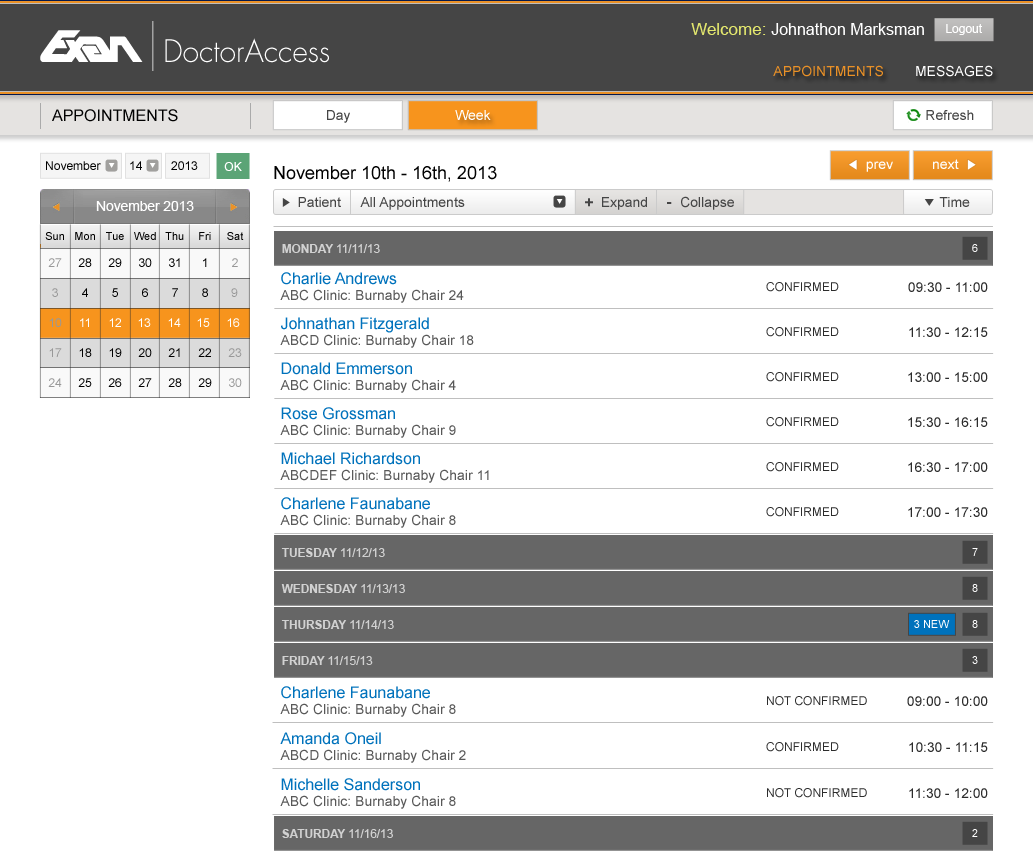 Exan DoctorAccess
Welcome: Johnathon Marksman Logout
APPOINTMENTS MESSAGES
APPOINTMENTS Day Week Refresh
November 14 2013 OK
November 2013
Sun Mon Tue Wed Thu Fri Sat
27 28 29 30 31 1 2
3 4 5 6 7 8 9
10 11 12 13 14 15 16
17 18 19 20 21 22 23
24 25 26 27 28 29 30
November 10th - 16th, 2013 prev next
Patient All Appointments + Expand - Collapse Time
MONDAY 11/11/13 6
Charlie Andrews
ABC Clinic: Burnaby Chair 24 CONFIRMED 09:30 - 11:00
Johnathan Fitzgerald
ABCD Clinic: Burnaby Chair 18 CONFIRMED 11:30 - 12:15
Donald Emmerson
ABC Clinic: Burnaby Chair 4 CONFIRMED 13:00 - 15:00
Rose Grossman
ABC Clinic: Burnaby Chair 9 CONFIRMED 15:30 - 16:15
Michael Richardson
ABCDEF Clinic: Burnaby Chair 11 CONFIRMED 16:30 - 17:00
Charlene Faunabane
ABC Clinic: Burnaby Chair 8 CONFIRMED 17:00 - 17:30
TUESDAY 11/12/13 7
WEDNESDAY 11/13/13 8
THURSDAY 11/14/13 3 NEW 8
FRIDAY 11/15/13 3
Charlene Faunabane
ABC Clinic: Burnaby Chair 8 NOT CONFIRMED 09:00 - 10:00
Amanda Oneil
ABCD Clinic: Burnaby Chair 2 CONFIRMED 10:30 - 11:15
Michelle Sanderson
ABC Clinic: Burnaby Chair 8 NOT CONFIRMED 11:30 - 12:00
SATURDAY 11/16/13 2